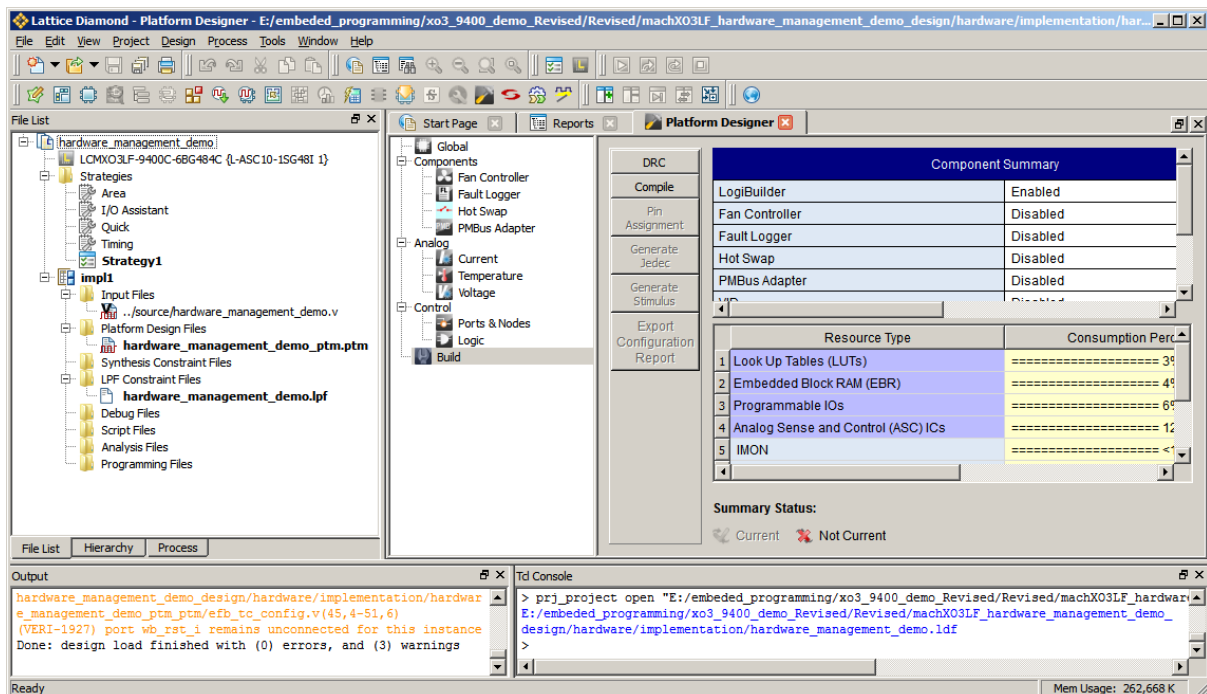 Lattice Diamond - Platform Designer - E:/embeded_programming/xo3_9400_demo_Revised/Revised/machXO3LF_hardware_management_demo_design/hardware/implementation/har...
File Edit View Project Design Process Tools Window Help
File List
hardware_management_demo
LCMXO3LF-9400C-6BG484C {L-ASC10-1SG48I 1}
Strategies
Area
I/O Assistant
Quick
Timing
Strategy1
impl1
Input Files
../source/hardware_management_demo.v
Platform Design Files
hardware_management_demo_ptm.ptm
Synthesis Constraint Files
LPF Constraint Files
hardware_management_demo.lpf
Debug Files
Script Files
Analysis Files
Programming Files
File List Hierarchy Process
Start Page Reports Platform Designer
Global
Components
Fan Controller
Fault Logger
Hot Swap
PMBus Adapter
Analog
Current
Temperature
Voltage
Control
Ports & Nodes
Logic
Build
DRC
Compile
Pin
Assignment
Generate
Jedec
Generate
Stimulus
Export
Configuration
Report
Component Summary
LogiBuilder Enabled
Fan Controller Disabled
Fault Logger Disabled
Hot Swap Disabled
PMBus Adapter Disabled
Resource Type Consumption Perc
1 Look Up Tables (LUTs) ==================== 3%
2 Embedded Block RAM (EBR) ==================== 4%
3 Programmable IOs ==================== 6%
4 Analog Sense and Control (ASC) ICs ==================== 12
5 IMON ==================== <1
Summary Status:
Current Not Current
Output
hardware_management_demo_design/hardware/implementation/hardwar
e_management_demo_ptm_ptm/efb_tc_config.v(45,4-51,6)
(VERI-1927) port wb_rst_i remains unconnected for this instance
Done: design load finished with (0) errors, and (3) warnings
Tcl Console
> prj_project open "E:/embeded_programming/xo3_9400_demo_Revised/Revised/machXO3LF_hardwar
E:/embeded_programming/xo3_9400_demo_Revised/Revised/machXO3LF_hardware_management_demo_
design/hardware/implementation/hardware_management_demo.ldf
>
Ready
Mem Usage: 262,668 K